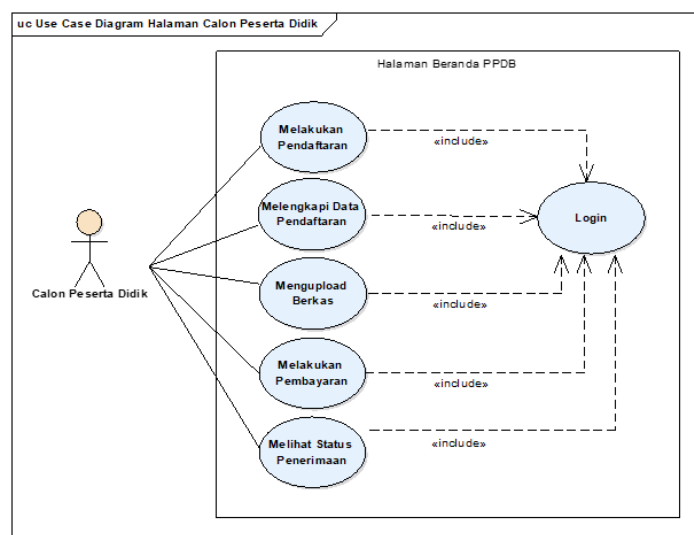 uc Use Case Diagram Halaman Calon Peserta Didik
Halaman Beranda PPDB
Melakukan
Pendaftaran
«include»
Melengkapi Data
Pendaftaran
«include»
Login
Calon Peserta Didik
Mengupload
Berkas
«include»
Melakukan
Pembayaran
«include»
Melihat Status
Penerimaan
«include»